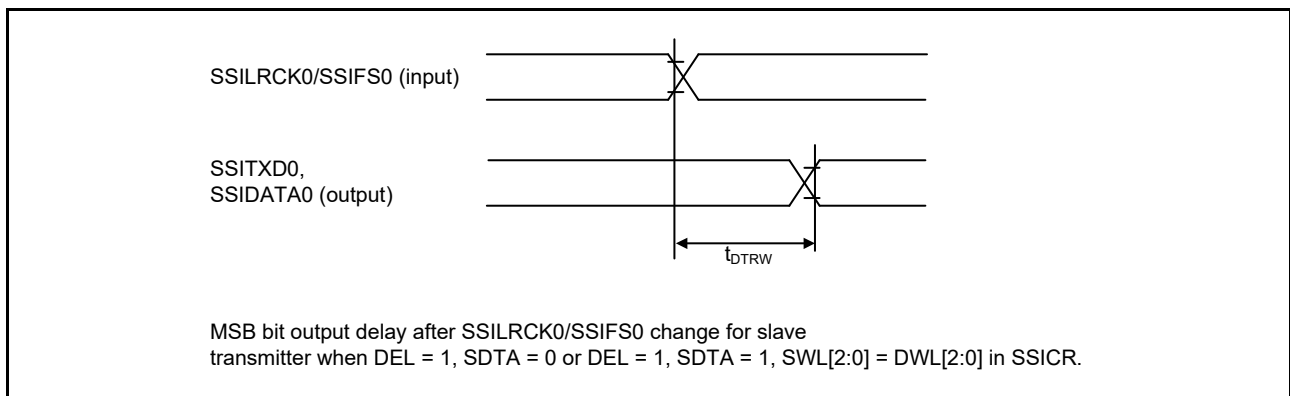 SSILRCK0/SSIFS0 (input)
SSITXD0,
SSIDATA0 (output)
tDTRW
MSB bit output delay after SSILRCK0/SSIFS0 change for slave
transmitter when DEL = 1, SDTA = 0 or DEL = 1, SDTA = 1, SWL[2:0] = DWL[2:0] in SSICR.